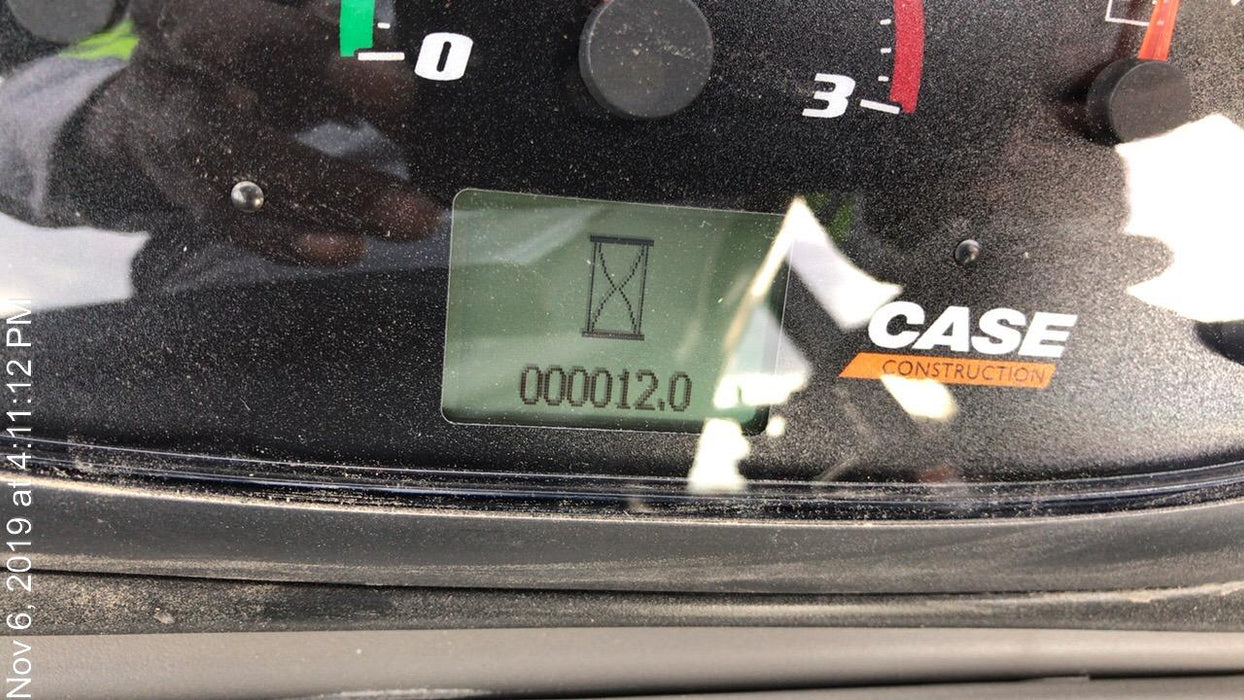 0
3
000012.0
CASE
CONSTRUCTION
Nov 6, 2019 at 4:11:12 PM